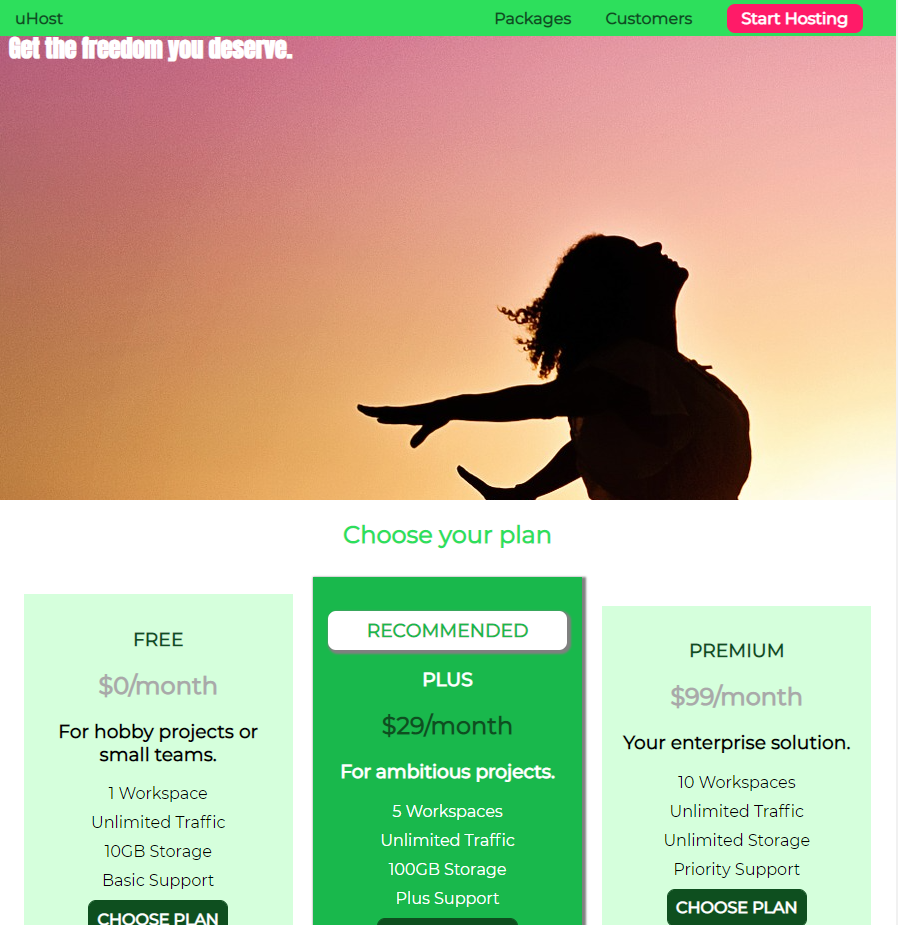 uHost
Packages
Customers
Start Hosting
Get the freedom you deserve.
Choose your plan
FREE
$0/month
For hobby projects or
small teams.
1 Workspace
Unlimited Traffic
10GB Storage
Basic Support
CHOOSE PLAN
RECOMMENDED
PLUS
$29/month
For ambitious projects.
5 Workspaces
Unlimited Traffic
100GB Storage
Plus Support
PREMIUM
$99/month
Your enterprise solution.
10 Workspaces
Unlimited Traffic
Unlimited Storage
Priority Support
CHOOSE PLAN